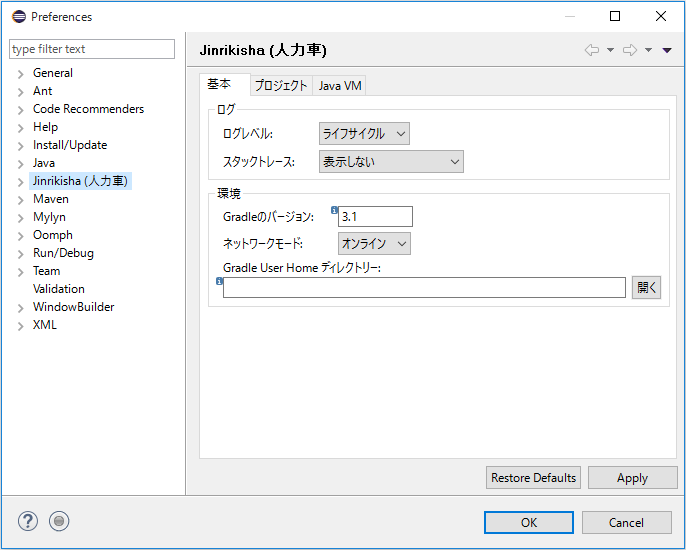 Preferences
type filter text
General
Ant
Code Recommenders
Help
Install/Update
Java
Jinrikisha (人力車)
Maven
Mylyn
Oomph
Run/Debug
Team
Validation
WindowBuilder
XML
Jinrikisha (人力車)
基本 プロジェクト Java VM
ログ
ログレベル: ライフサイクル
スタックトレース: 表示しない
環境
Gradleのバージョン: 3.1
ネットワークモード: オンライン
Gradle User Home ディレクトリー:
開く
Restore Defaults Apply
OK Cancel